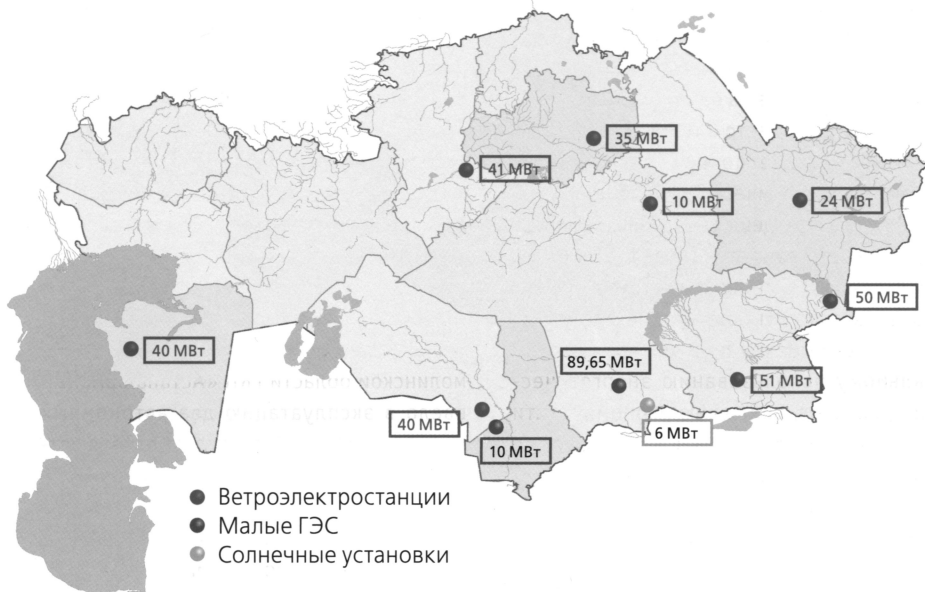 35 МВт
41 МВт
10 МВт
24 МВт
50 МВт
40 МВт
89,65 МВт
51 МВт
40 МВт
6 МВт
10 МВт
Ветроэлектростанции
Малые ГЭС
Солнечные установки